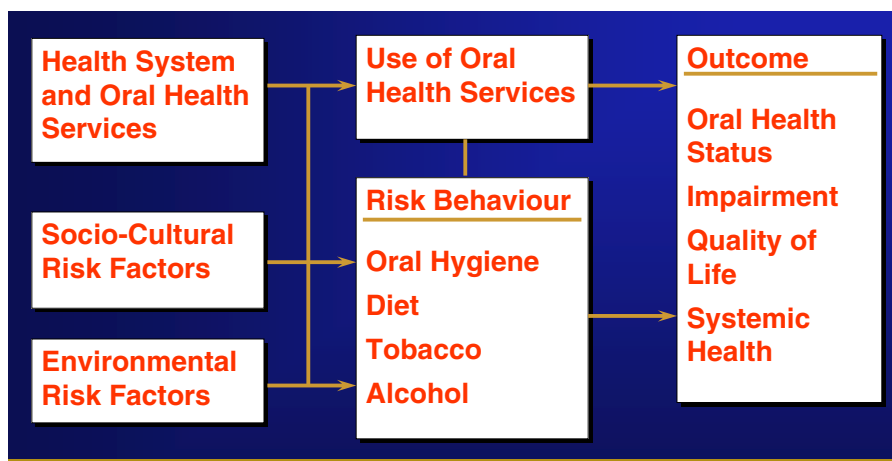 Health System
and Oral Health
Services
Use of Oral
Health Services
Outcome
Oral Health
Status
Impairment
Quality of
Life
Systemic
Health
Socio-Cultural
Risk Factors
Environmental
Risk Factors
Risk Behaviour
Oral Hygiene
Diet
Tobacco
Alcohol